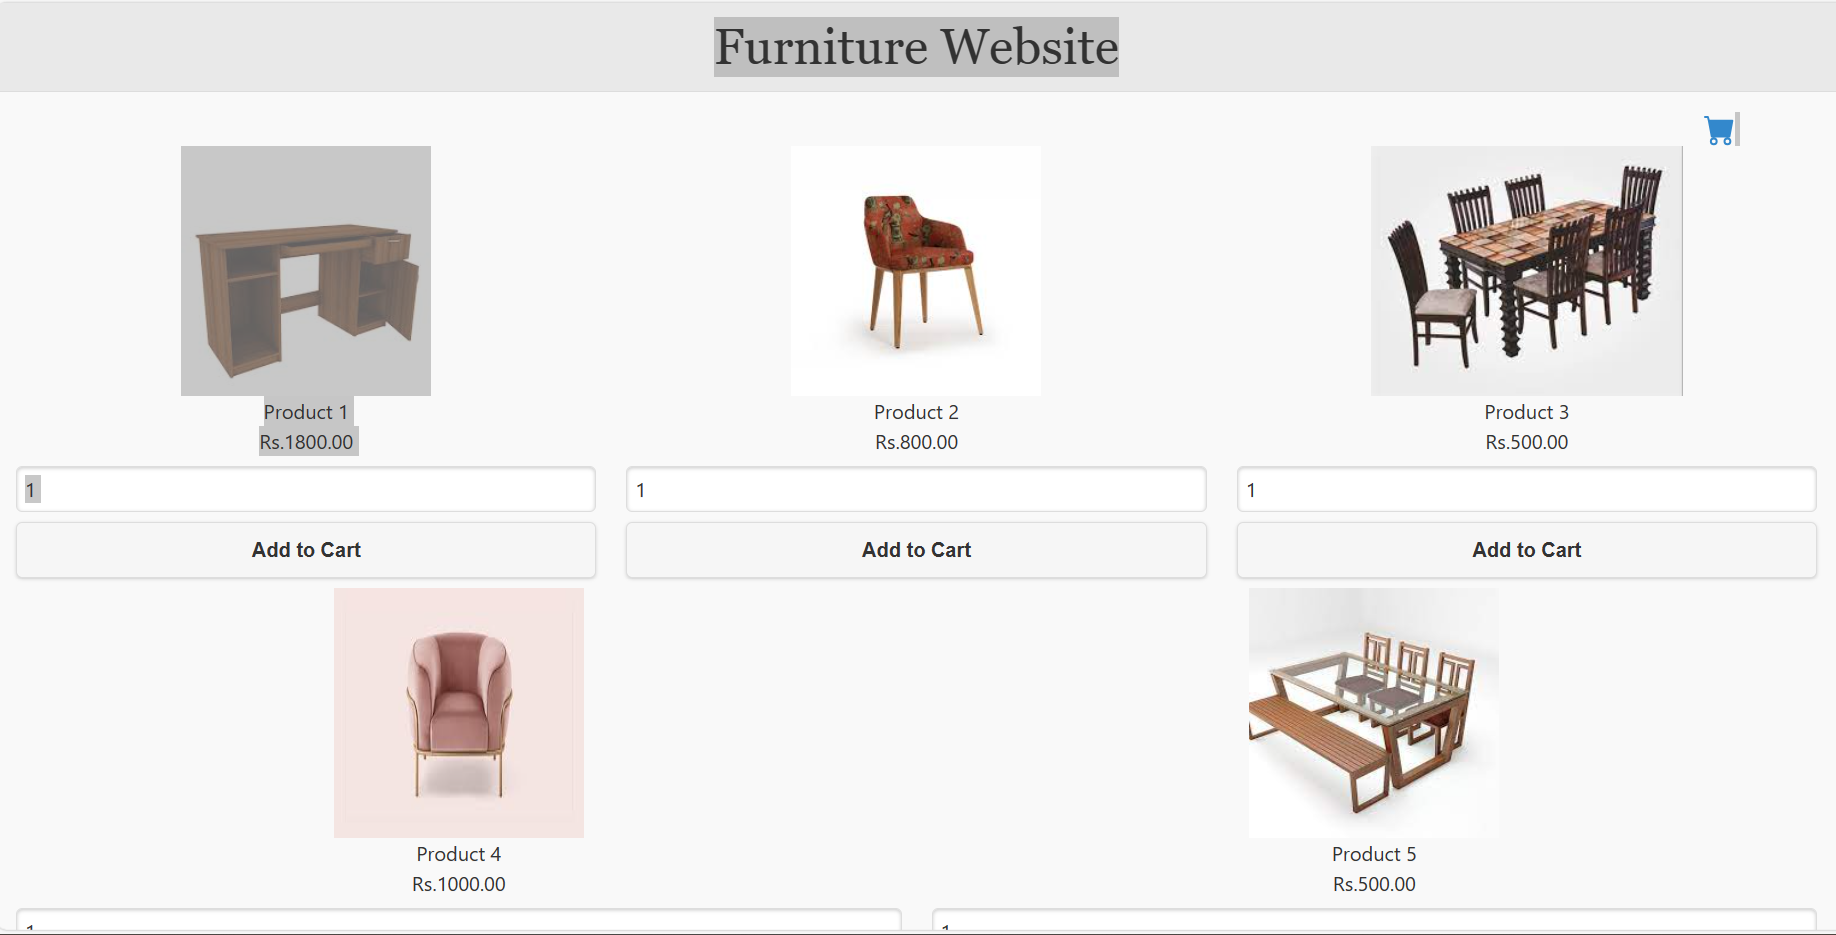 Furniture Website
Product 1
Rs.1800.00
1
Add to Cart
Product 2
Rs.800.00
1
Add to Cart
Product 3
Rs.500.00
1
Add to Cart
Product 4
Rs.1000.00
1
Product 5
Rs.500.00
1